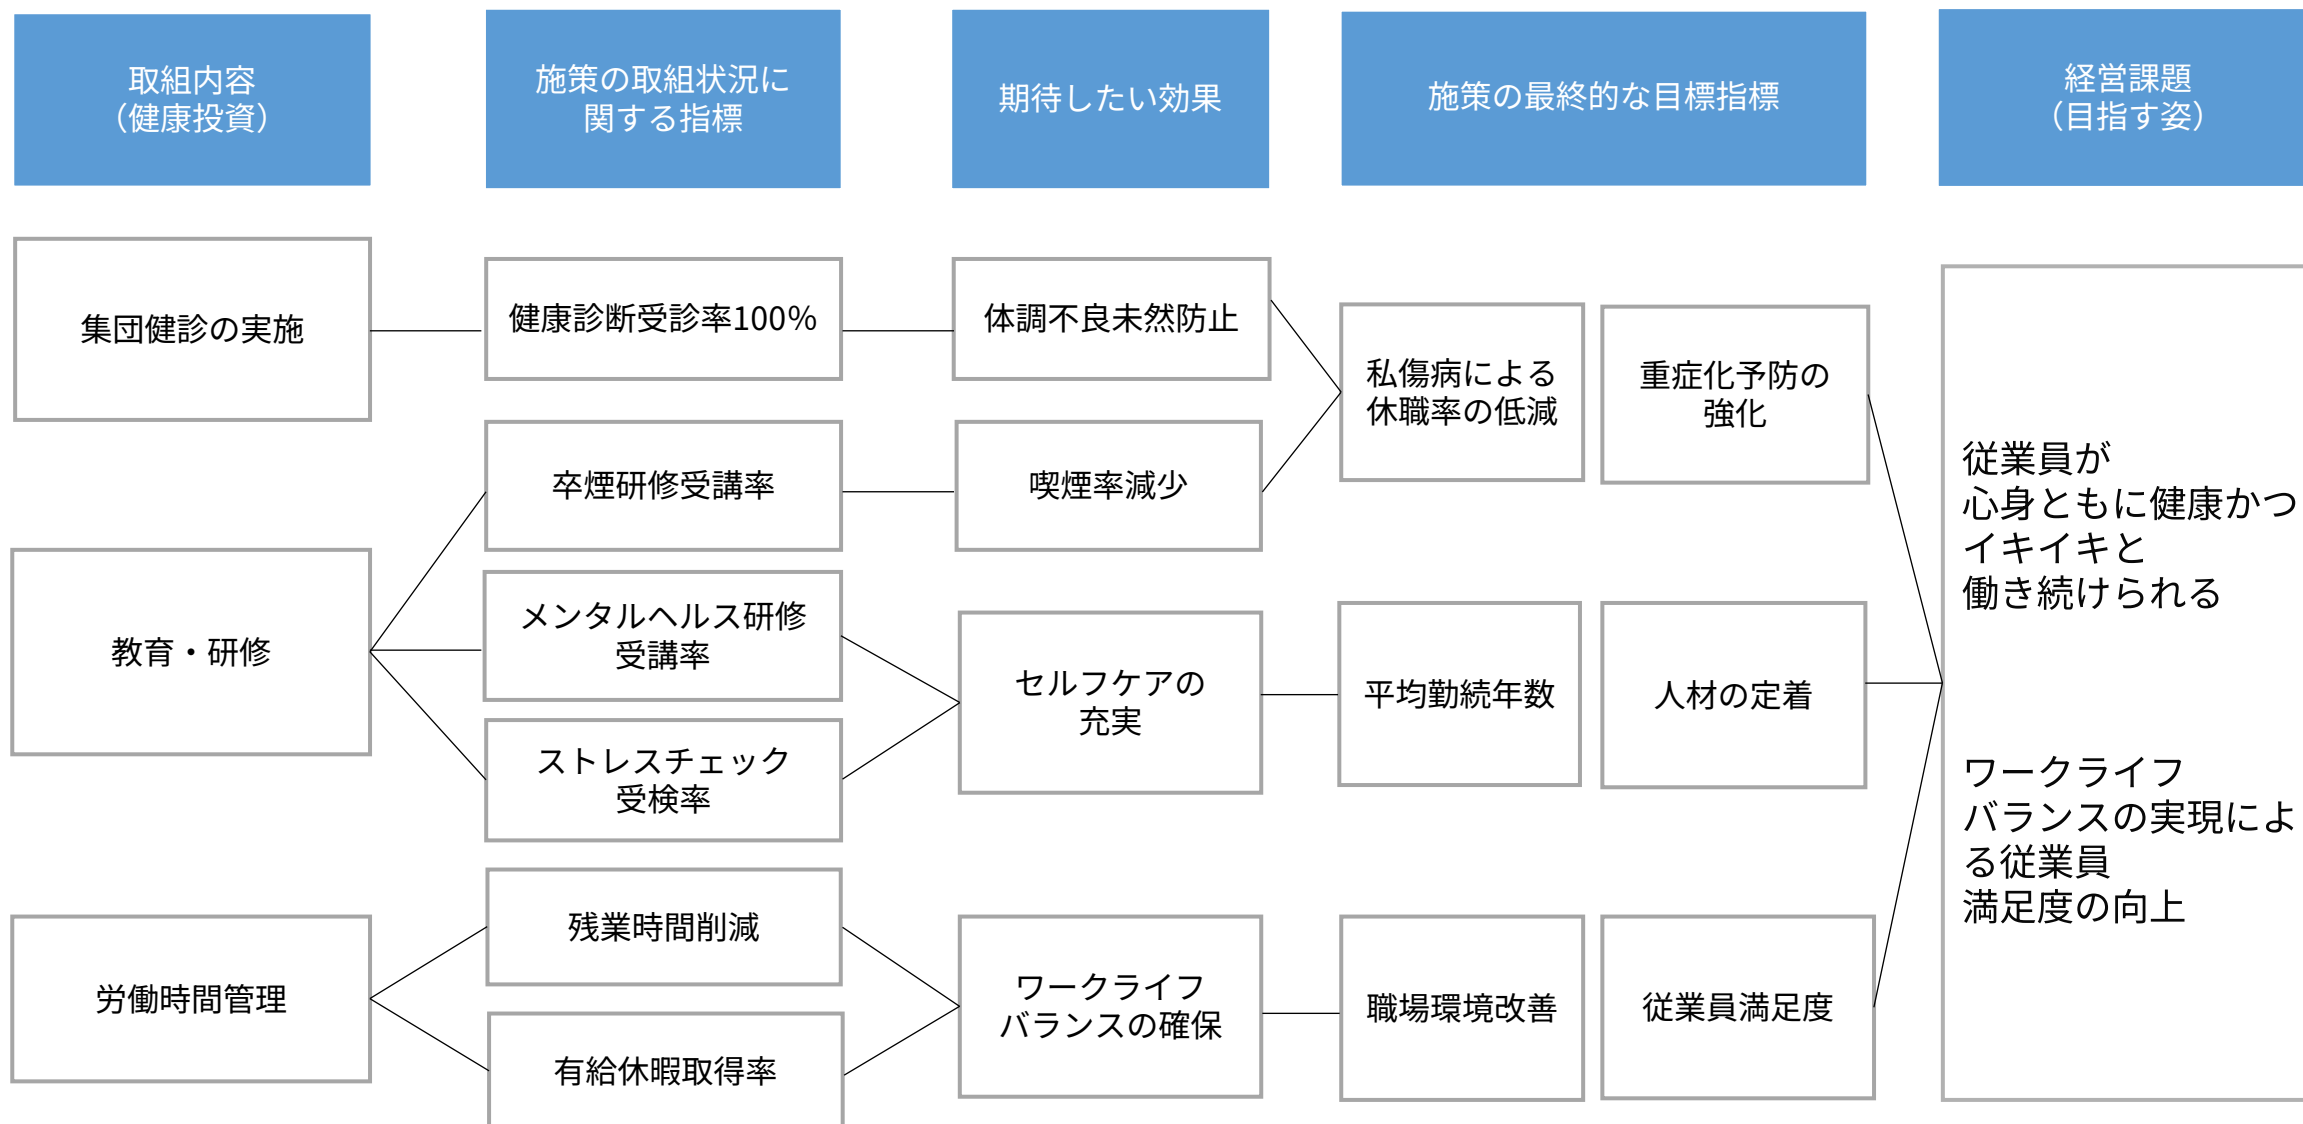 取組内容
（健康投資）
施策の取組状況に
関する指標
期待したい効果
施策の最終的な目標指標
経営課題
（目指す姿）
集団健診の実施
健康診断受診率100％
体調不良未然防止
私傷病による
休職率の低減
重症化予防の
強化
卒煙研修受講率
喫煙率減少
教育・研修
メンタルヘルス研修
受講率
ストレスチェック
受検率
セルフケアの
充実
平均勤続年数
人材の定着
労働時間管理
残業時間削減
有給休暇取得率
ワークライフ
バランスの確保
職場環境改善
従業員満足度
従業員が
心身ともに健康かつ
イキイキと
働き続けられる
ワークライフ
バランスの実現によ
る従業員
満足度の向上